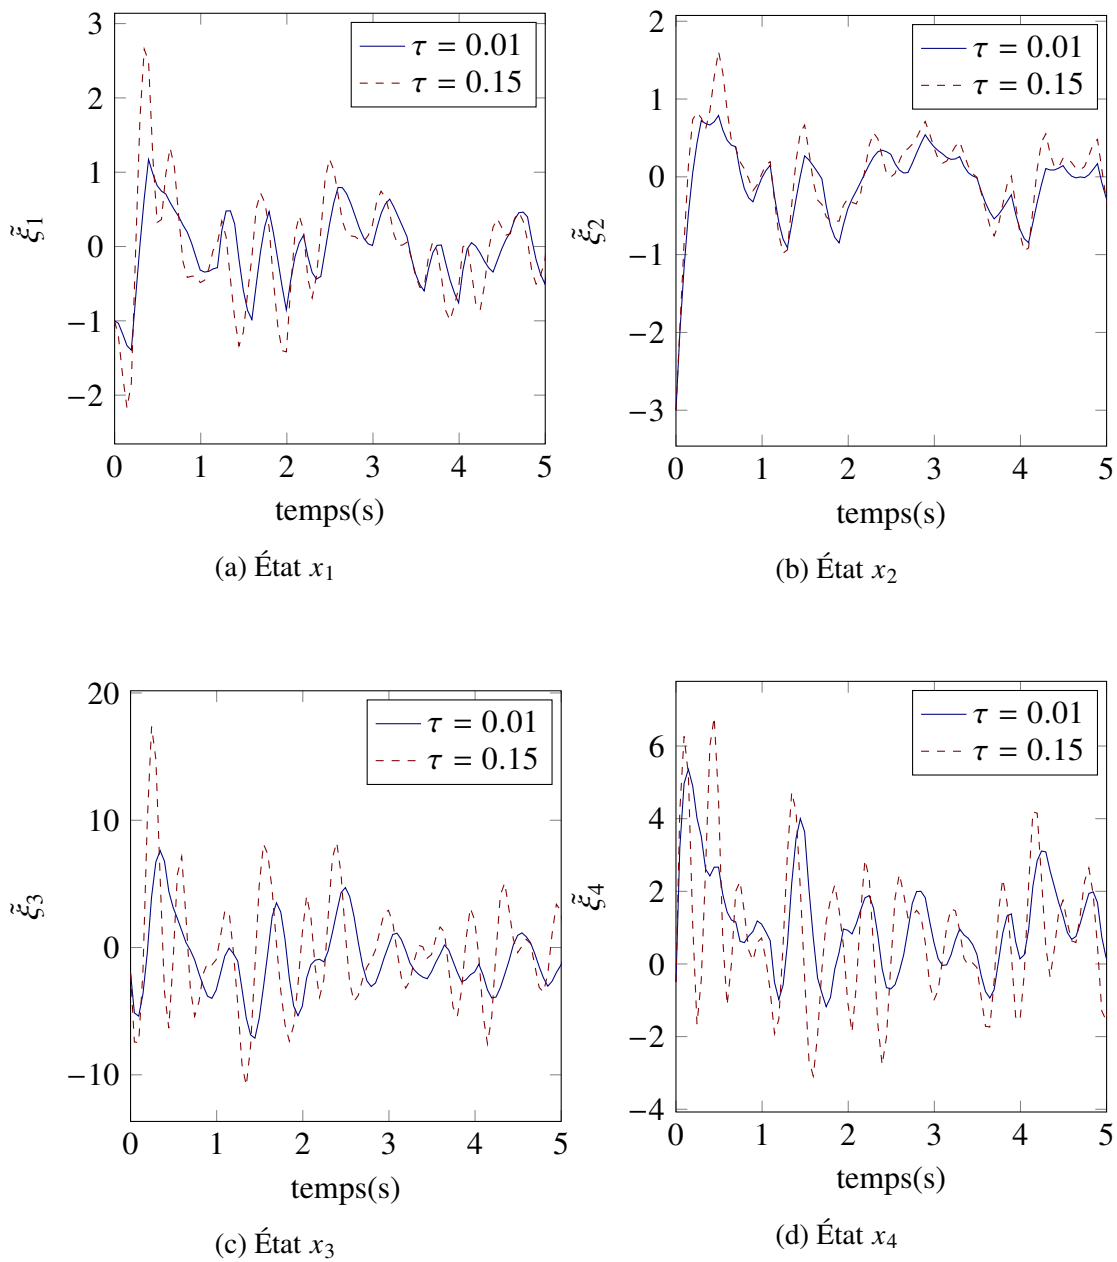 3
2
1
0
−1
−2
ξ̃1
0 1 2 3 4 5
temps(s)
τ = 0.01
τ = 0.15
(a) État x1
2
1
0
−1
−2
−3
ξ̃2
0 1 2 3 4 5
temps(s)
τ = 0.01
τ = 0.15
(b) État x2
20
10
0
−10
ξ̃3
0 1 2 3 4 5
temps(s)
τ = 0.01
τ = 0.15
(c) État x3
6
4
2
0
−2
−4
ξ̃4
0 1 2 3 4 5
temps(s)
τ = 0.01
τ = 0.15
(d) État x4